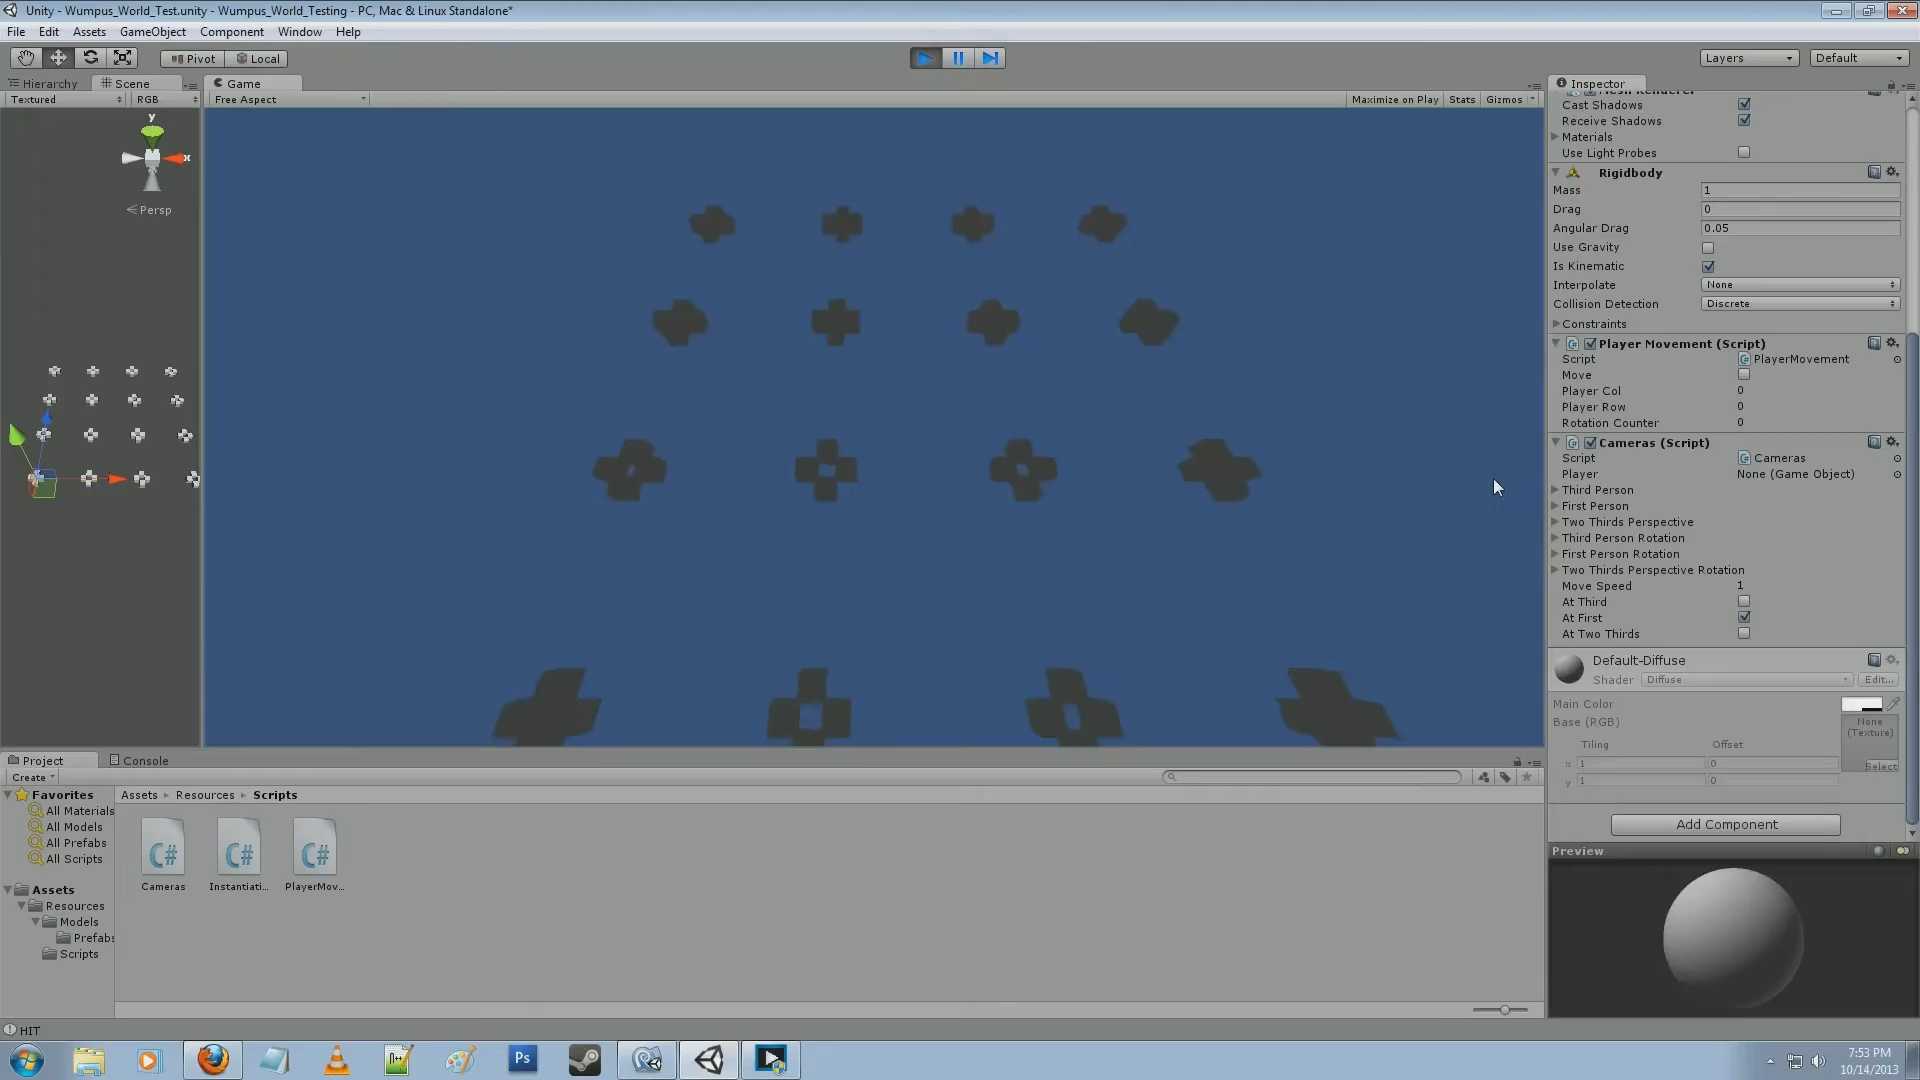 Unity - Wumpus_World_Test.unity - Wumpus_World_Testing - PC, Mac & Linux Standalone*
File Edit Assets GameObject Component Window Help
Pivot Local Layers Default
Hierarchy Scene Game Inspector
Textured RGB Free Aspect Maximize on Play Stats Gizmos
y
x
Persp
Cast Shadows
Receive Shadows
Materials
Use Light Probes
Rigidbody
Mass 1
Drag 0
Angular Drag 0.05
Use Gravity
Is Kinematic
Interpolate None
Collision Detection Discrete
Constraints
Player Movement (Script)
Script PlayerMovement
Move
Player Col 0
Player Row 0
Rotation Counter 0
Cameras (Script)
Script Cameras
Player None (Game Object)
Third Person
First Person
Two Thirds Perspective
Third Person Rotation
First Person Rotation
Two Thirds Perspective Rotation
Move Speed 1
At Third
At First
At Two Thirds
Default-Diffuse
Shader Diffuse Edit...
Main Color
Base (RGB) None (Texture)
Tiling Offset
x 1 0 Select
y 1 0
Add Component
Preview
Project Console
Create
Favorites
All Materials
All Models
All Prefabs
All Scripts
Assets
Resources
Models
Prefabs
Scripts
Assets Resources Scripts
C# C# C#
Cameras Instantiati... PlayerMov...
HIT
Ps
7:53 PM
10/14/2013